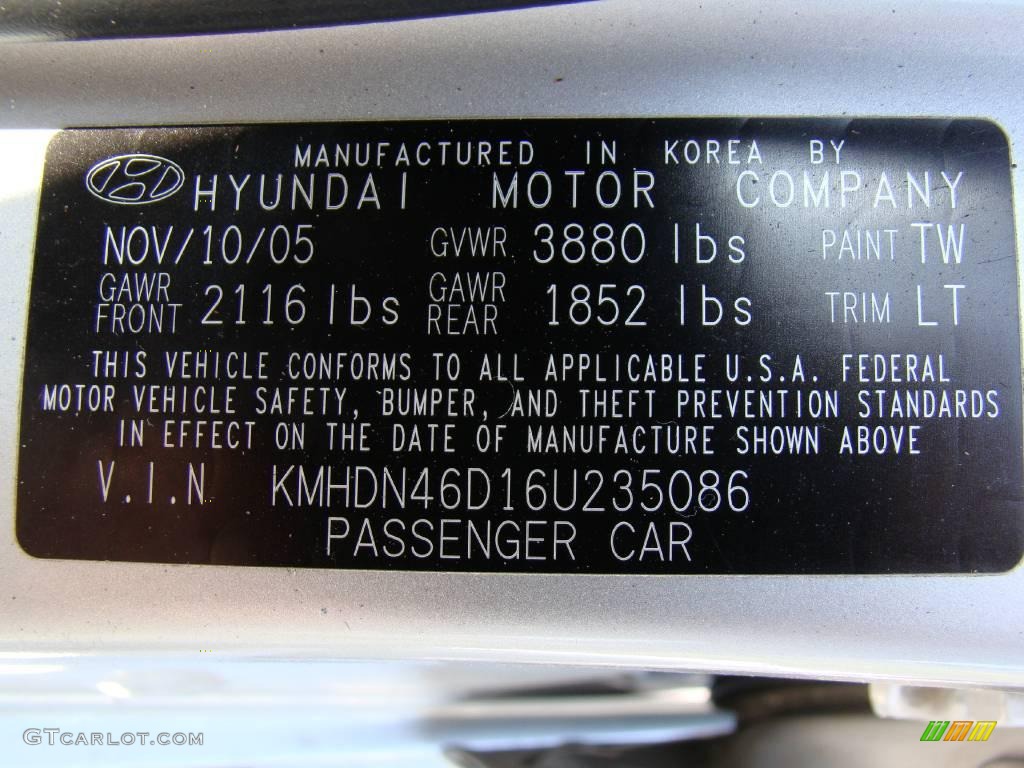 MANUFACTURED IN KOREA BY
HYUNDAI MOTOR COMPANY
NOV/10/05 GVWR 3880 lbs PAINT TW
GAWR FRONT 2116 lbs GAWR REAR 1852 lbs TRIM LT
THIS VEHICLE CONFORMS TO ALL APPLICABLE U.S.A. FEDERAL
MOTOR VEHICLE SAFETY, BUMPER, AND THEFT PREVENTION STANDARDS
IN EFFECT ON THE DATE OF MANUFACTURE SHOWN ABOVE
V.I.N KMHDN46D16U235086
PASSENGER CAR
GTCARLOT.COM